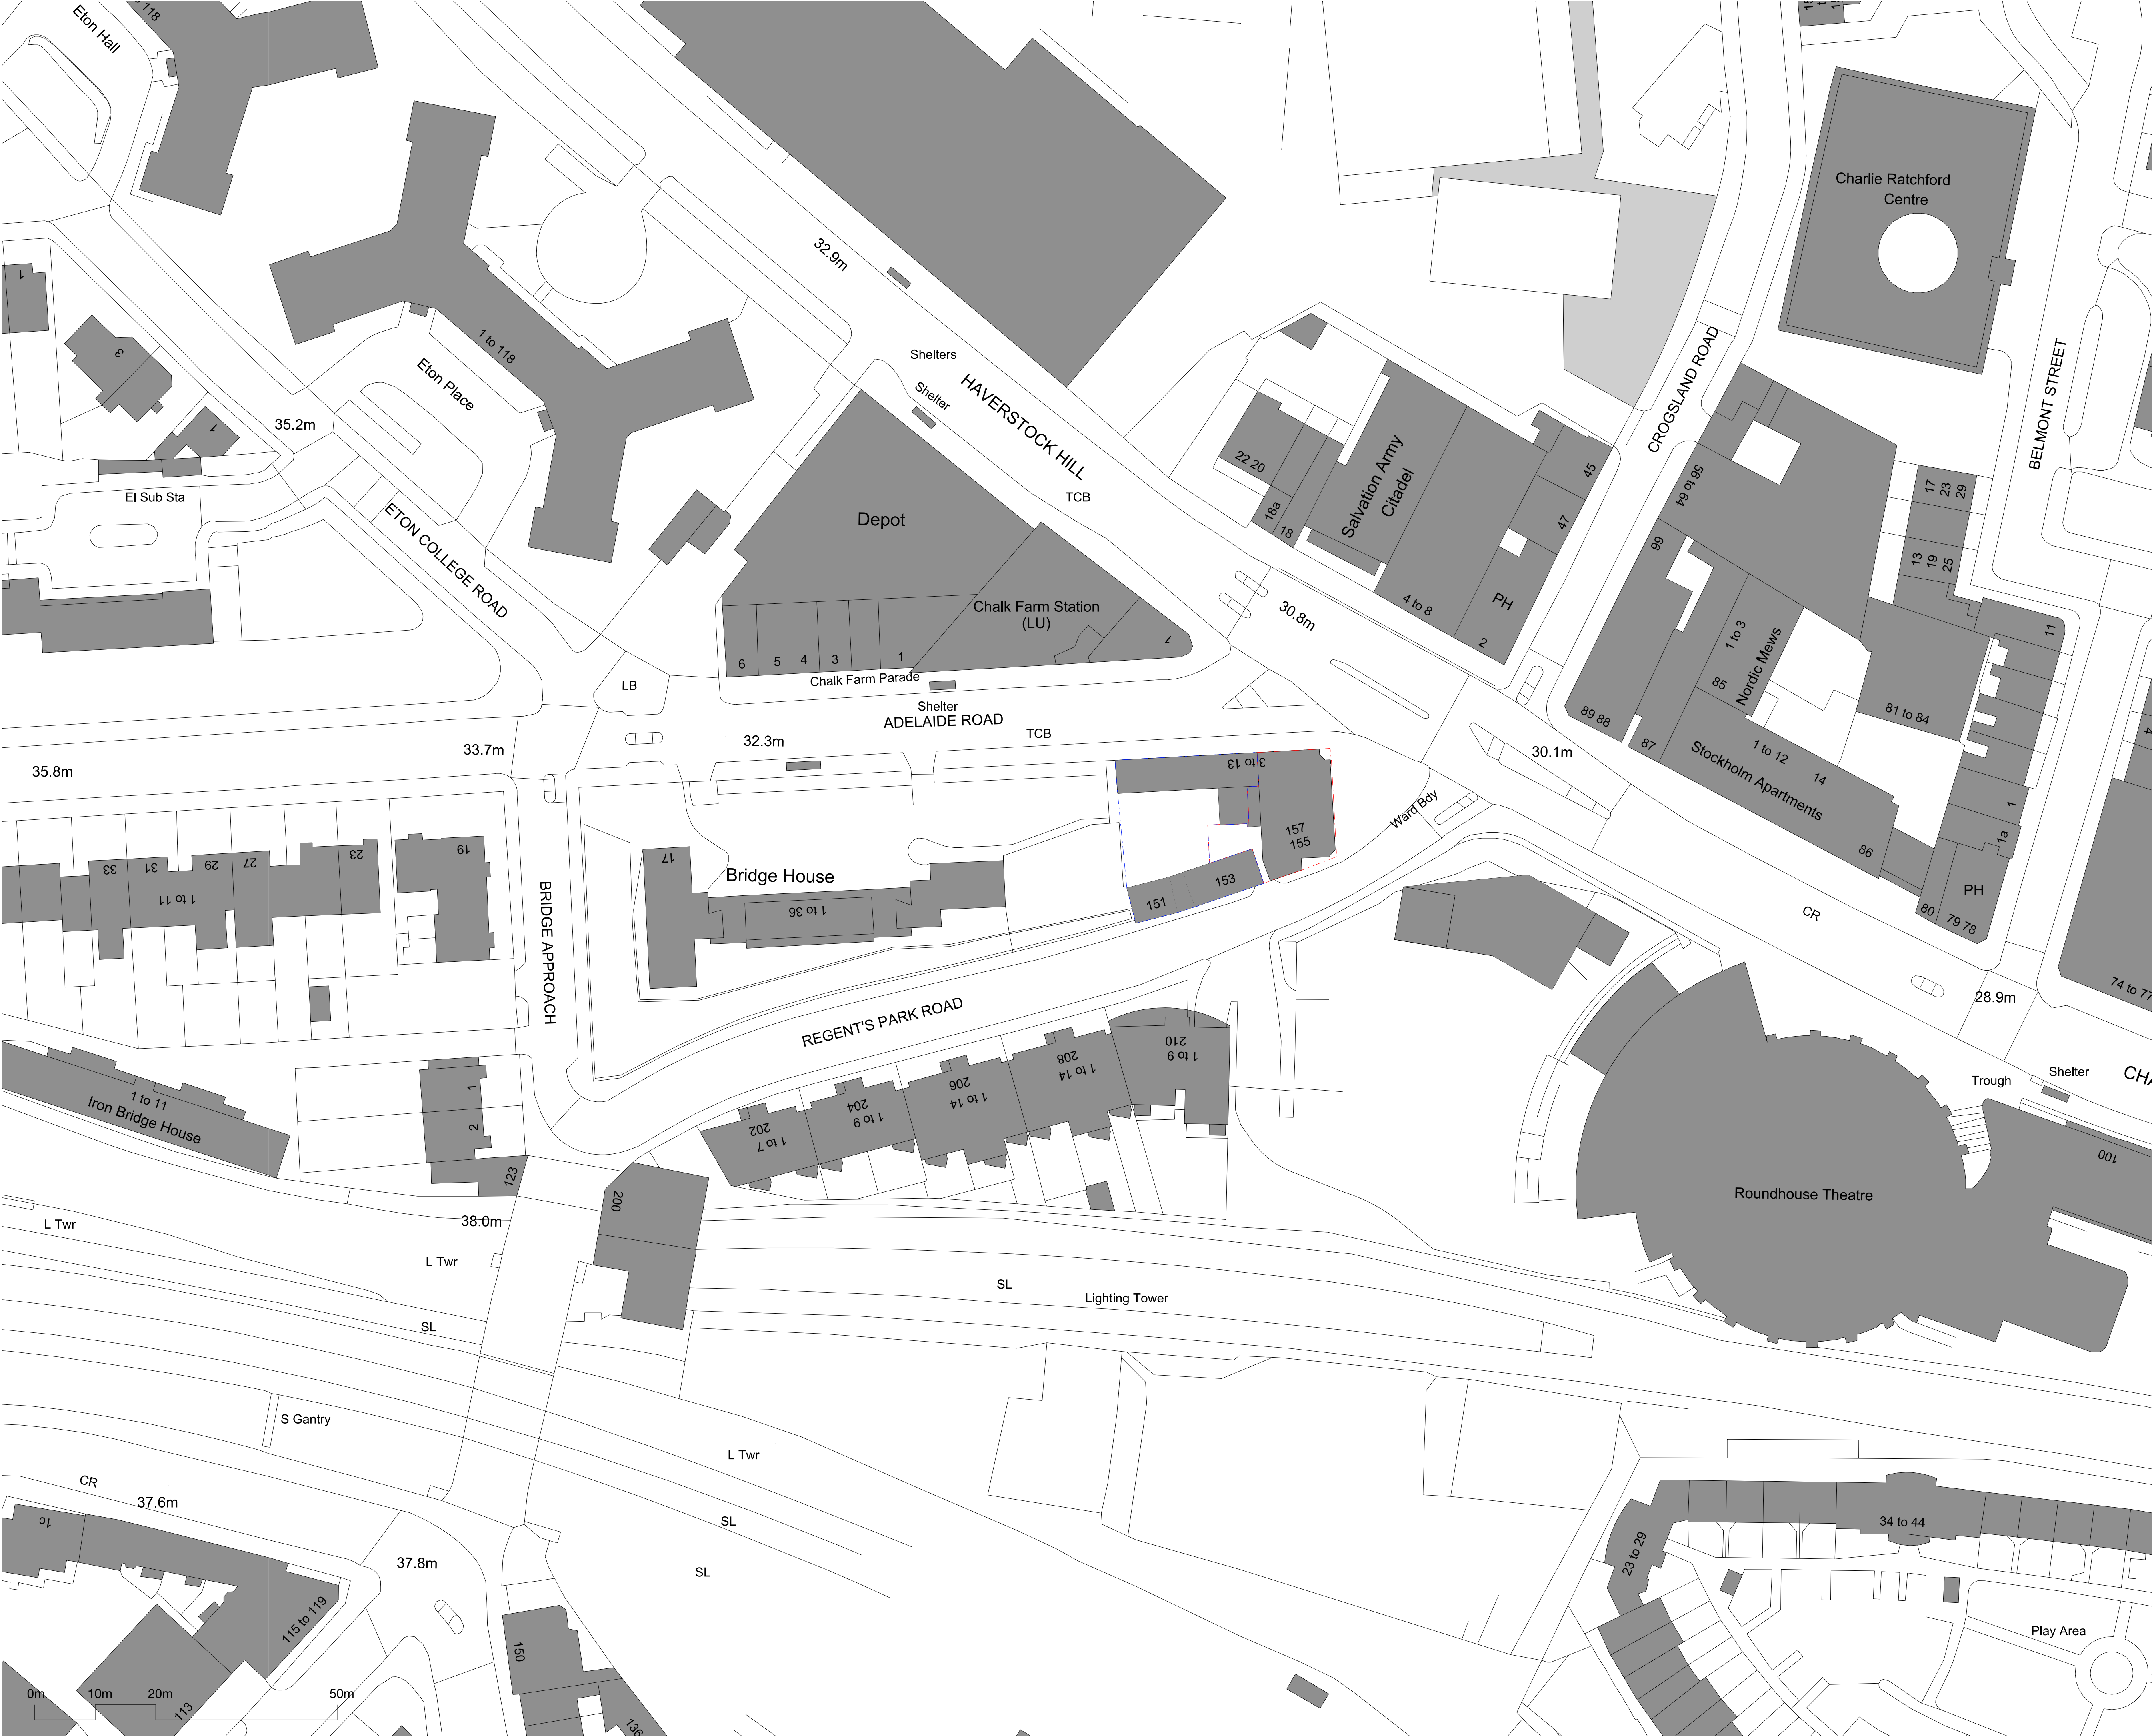 118
Eton Hall
Charlie Ratchford
Centre
32.9m
1
3
1
1 to 118
Eton Place
35.2m
El Sub Sta
ETON COLLEGE ROAD
Shelters
Shelter
HAVERSTOCK HILL
TCB
Depot
Chalk Farm Station
(LU)
6
5
4
3
1
1
Chalk Farm Parade
LB
Shelter
ADELAIDE ROAD
TCB
22 20
18a
18
Salvation Army
Citadel
4 to 8
PH
2
45
47
CROGSLAND ROAD
BELMONT STREET
56 to 64
66
17
23
29
13
19
25
11
1 to 3
Nordic Mews
85
89 88
87
81 to 84
1 to 12
14
Stockholm Apartments
86
1
1a
PH
80
79 78
74 to 77
30.8m
30.1m
33.7m
32.3m
35.8m
3 to 13
157
155
153
151
Ward Bdy
33
31
29
27
23
19
1 to 11
17
Bridge House
1 to 36
BRIDGE APPROACH
REGENT'S PARK ROAD
CR
28.9m
Trough
Shelter
CHA
100
Roundhouse Theatre
1 to 11
Iron Bridge House
1
2
123
200
202
1 to 7
204
1 to 9
206
1 to 14
208
1 to 14
210
1 to 9
38.0m
L Twr
L Twr
SL
SL
Lighting Tower
S Gantry
L Twr
CR
37.6m
SL
SL
37.8m
1c
115 to 119
113
150
136
34 to 44
23 to 29
Play Area
0m
10m
20m
50m